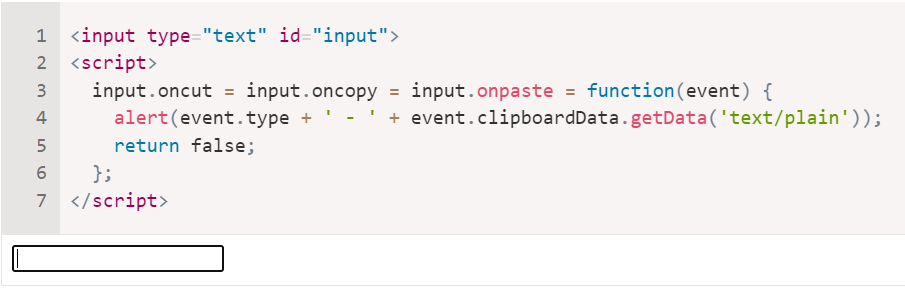 1 <input type="text" id="input">
2 <script>
3   input.oncut = input.oncopy = input.onpaste = function(event) {
4     alert(event.type + ' - ' + event.clipboardData.getData('text/plain'));
5     return false;
6   };
7 </script>